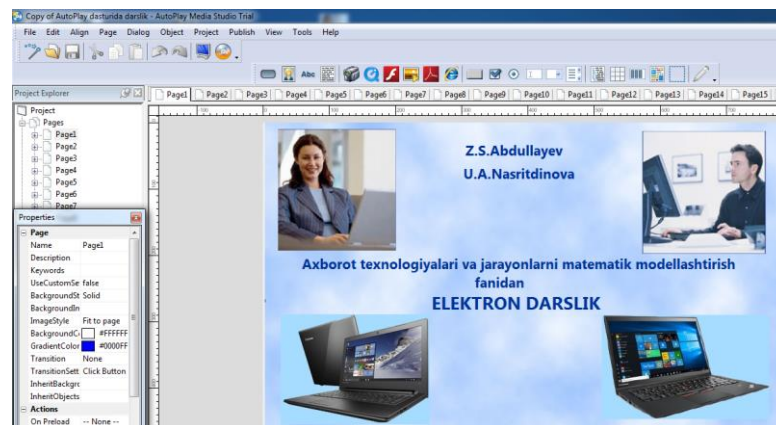 Copy of AutoPlay dasturida darslik - AutoPlay Media Studio Trial
File Edit Align Page Dialog Object Project Publish View Tools Help
Abc
Project Explorer
Page1 Page2 Page3 Page4 Page5 Page6 Page7 Page8 Page9 Page10 Page11 Page12 Page13 Page14 Page15
Project
Pages
Page1
Page2
Page3
Page4
Page5
Page6
Page7
Properties
Page
Name Page1
Description
Keywords
UseCustomSe false
BackgroundSt Solid
BackgroundIm
ImageStyle Fit to page
BackgroundC #FFFFFF
GradientColor #0000FF
Transition None
TransitionSett Click Button
InheritBackgrc
InheritObjects
Actions
On Preload -- None --
Z.S.Abdullayev
U.A.Nasritdinova
Axborot texnologiyalari va jarayonlarni matematik modellashtirish
fanidan
ELEKTRON DARSLIK